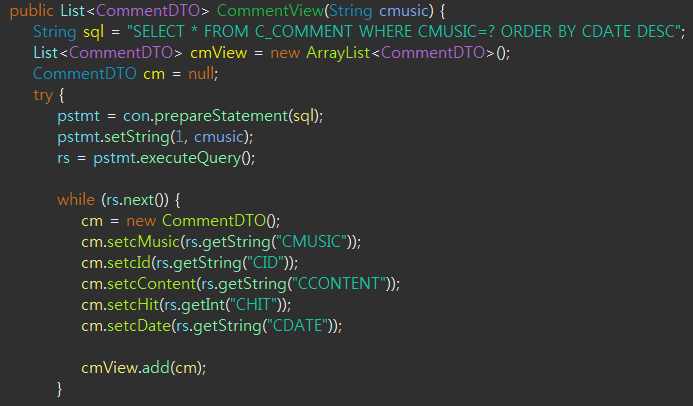 public List<CommentDTO> CommentView(String cmusic) {
String sql = "SELECT * FROM C_COMMENT WHERE CMUSIC=? ORDER BY CDATE DESC";
List<CommentDTO> cmView = new ArrayList<CommentDTO>();
CommentDTO cm = null;
try {
pstmt = con.prepareStatement(sql);
pstmt.setString(1, cmusic);
rs = pstmt.executeQuery();
while (rs.next()) {
cm = new CommentDTO();
cm.setcMusic(rs.getString("CMUSIC"));
cm.setcId(rs.getString("CID"));
cm.setcContent(rs.getString("CCONTENT"));
cm.setcHit(rs.getInt("CHIT"));
cm.setcDate(rs.getString("CDATE"));
cmView.add(cm);
}